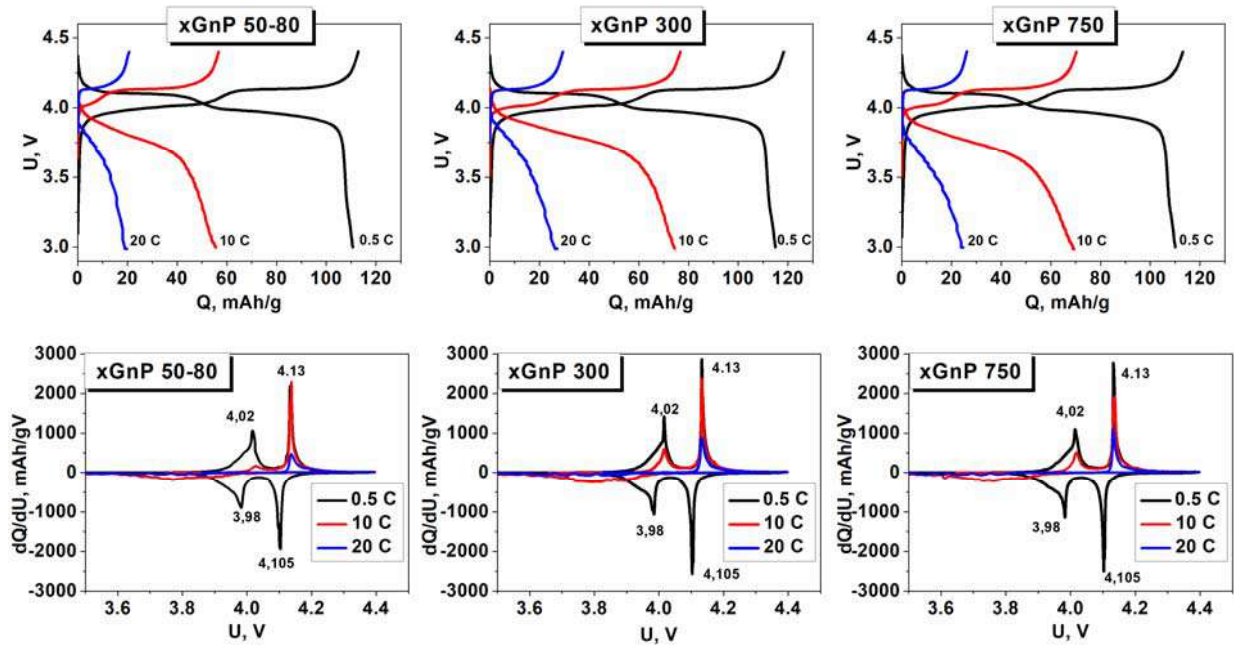 xGnP 50-80
xGnP 300
xGnP 750
4.5
4.0
3.5
3.0
U, V
20 C
10 C
0.5 C
0 20 40 60 80 100 120
Q, mAh/g
4.5
4.0
3.5
3.0
U, V
20 C
10 C
0.5 C
0 20 40 60 80 100 120
Q, mAh/g
4.5
4.0
3.5
3.0
U, V
20 C
10 C
0.5 C
0 20 40 60 80 100 120
Q, mAh/g
3000
2000
1000
0
-1000
-2000
-3000
dQ/dU, mAh/gV
xGnP 50-80
4.13
4,02
3,98
4,105
0.5 C
10 C
20 C
3.6 3.8 4.0 4.2 4.4
U, V
3000
2000
1000
0
-1000
-2000
-3000
dQ/dU, mAh/gV
xGnP 300
4.13
4,02
3,98
4,105
0.5 C
10 C
20 C
3.6 3.8 4.0 4.2 4.4
U, V
3000
2000
1000
0
-1000
-2000
-3000
dQ/dU, mAh/gV
xGnP 750
4.13
4,02
3,98
4,105
0.5 C
10 C
20 C
3.6 3.8 4.0 4.2 4.4
U, V